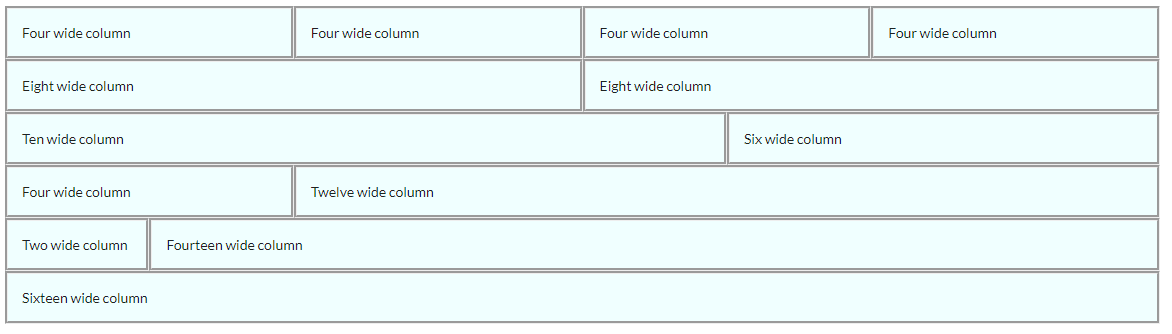 Four wide column Four wide column Four wide column Four wide column
Eight wide column Eight wide column
Ten wide column Six wide column
Four wide column Twelve wide column
Two wide column Fourteen wide column
Sixteen wide column